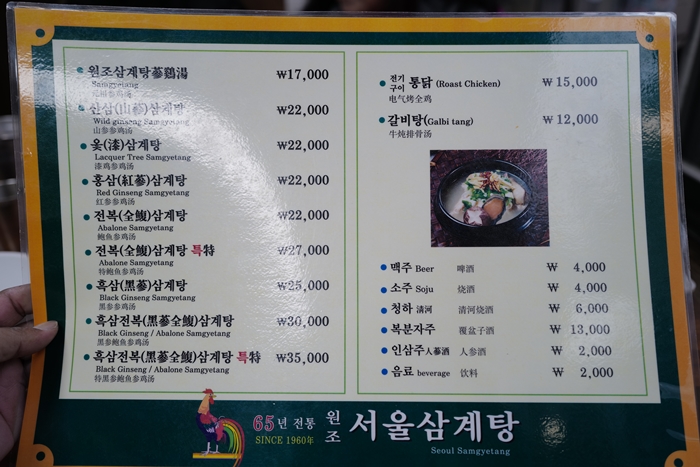 원조삼계탕蔘鷄湯 ₩17,000
Samgyetang
산삼(山蔘)삼계탕 ₩22,000
Wild ginseng Samgyetang
山参参鸡汤
옻(漆)삼계탕 ₩22,000
Lacquer Tree Samgyetang
漆鸡参鸡汤
홍삼(紅蔘)삼계탕 ₩22,000
Red Ginseng Samgyetang
红参参鸡汤
전복(全鰒)삼계탕 ₩22,000
Abalone Samgyetang
鲍鱼参鸡汤
전복(全鰒)삼계탕 특特 ₩27,000
Abalone Samgyetang
特鲍鱼参鸡汤
흑삼(黑蔘)삼계탕 ₩25,000
Black Ginseng Samgyetang
黑参参鸡汤
흑삼전복(黑蔘全鰒)삼계탕 ₩30,000
Black Ginseng / Abalone Samgyetang
黑参鲍鱼参鸡汤
흑삼전복(黑蔘全鰒)삼계탕 특特 ₩35,000
Black Ginseng / Abalone Samgyetang
特黑参鲍鱼参鸡汤
전기구이 통닭 (Roast Chicken) ₩15,000
电气烤全鸡
갈비탕(Galbi tang) ₩12,000
牛炖排骨汤
맥주 Beer 啤酒 ₩ 4,000
소주 Soju 烧酒 ₩ 4,000
청하 清河 清河烧酒 ₩ 6,000
복분자주 覆盆子酒 ₩ 13,000
인삼주人蔘酒 人参酒 ₩ 2,000
음료 beverage 饮料 ₩ 2,000
65년 전통 원조 서울삼계탕
SINCE 1960年
Seoul Samgyetang